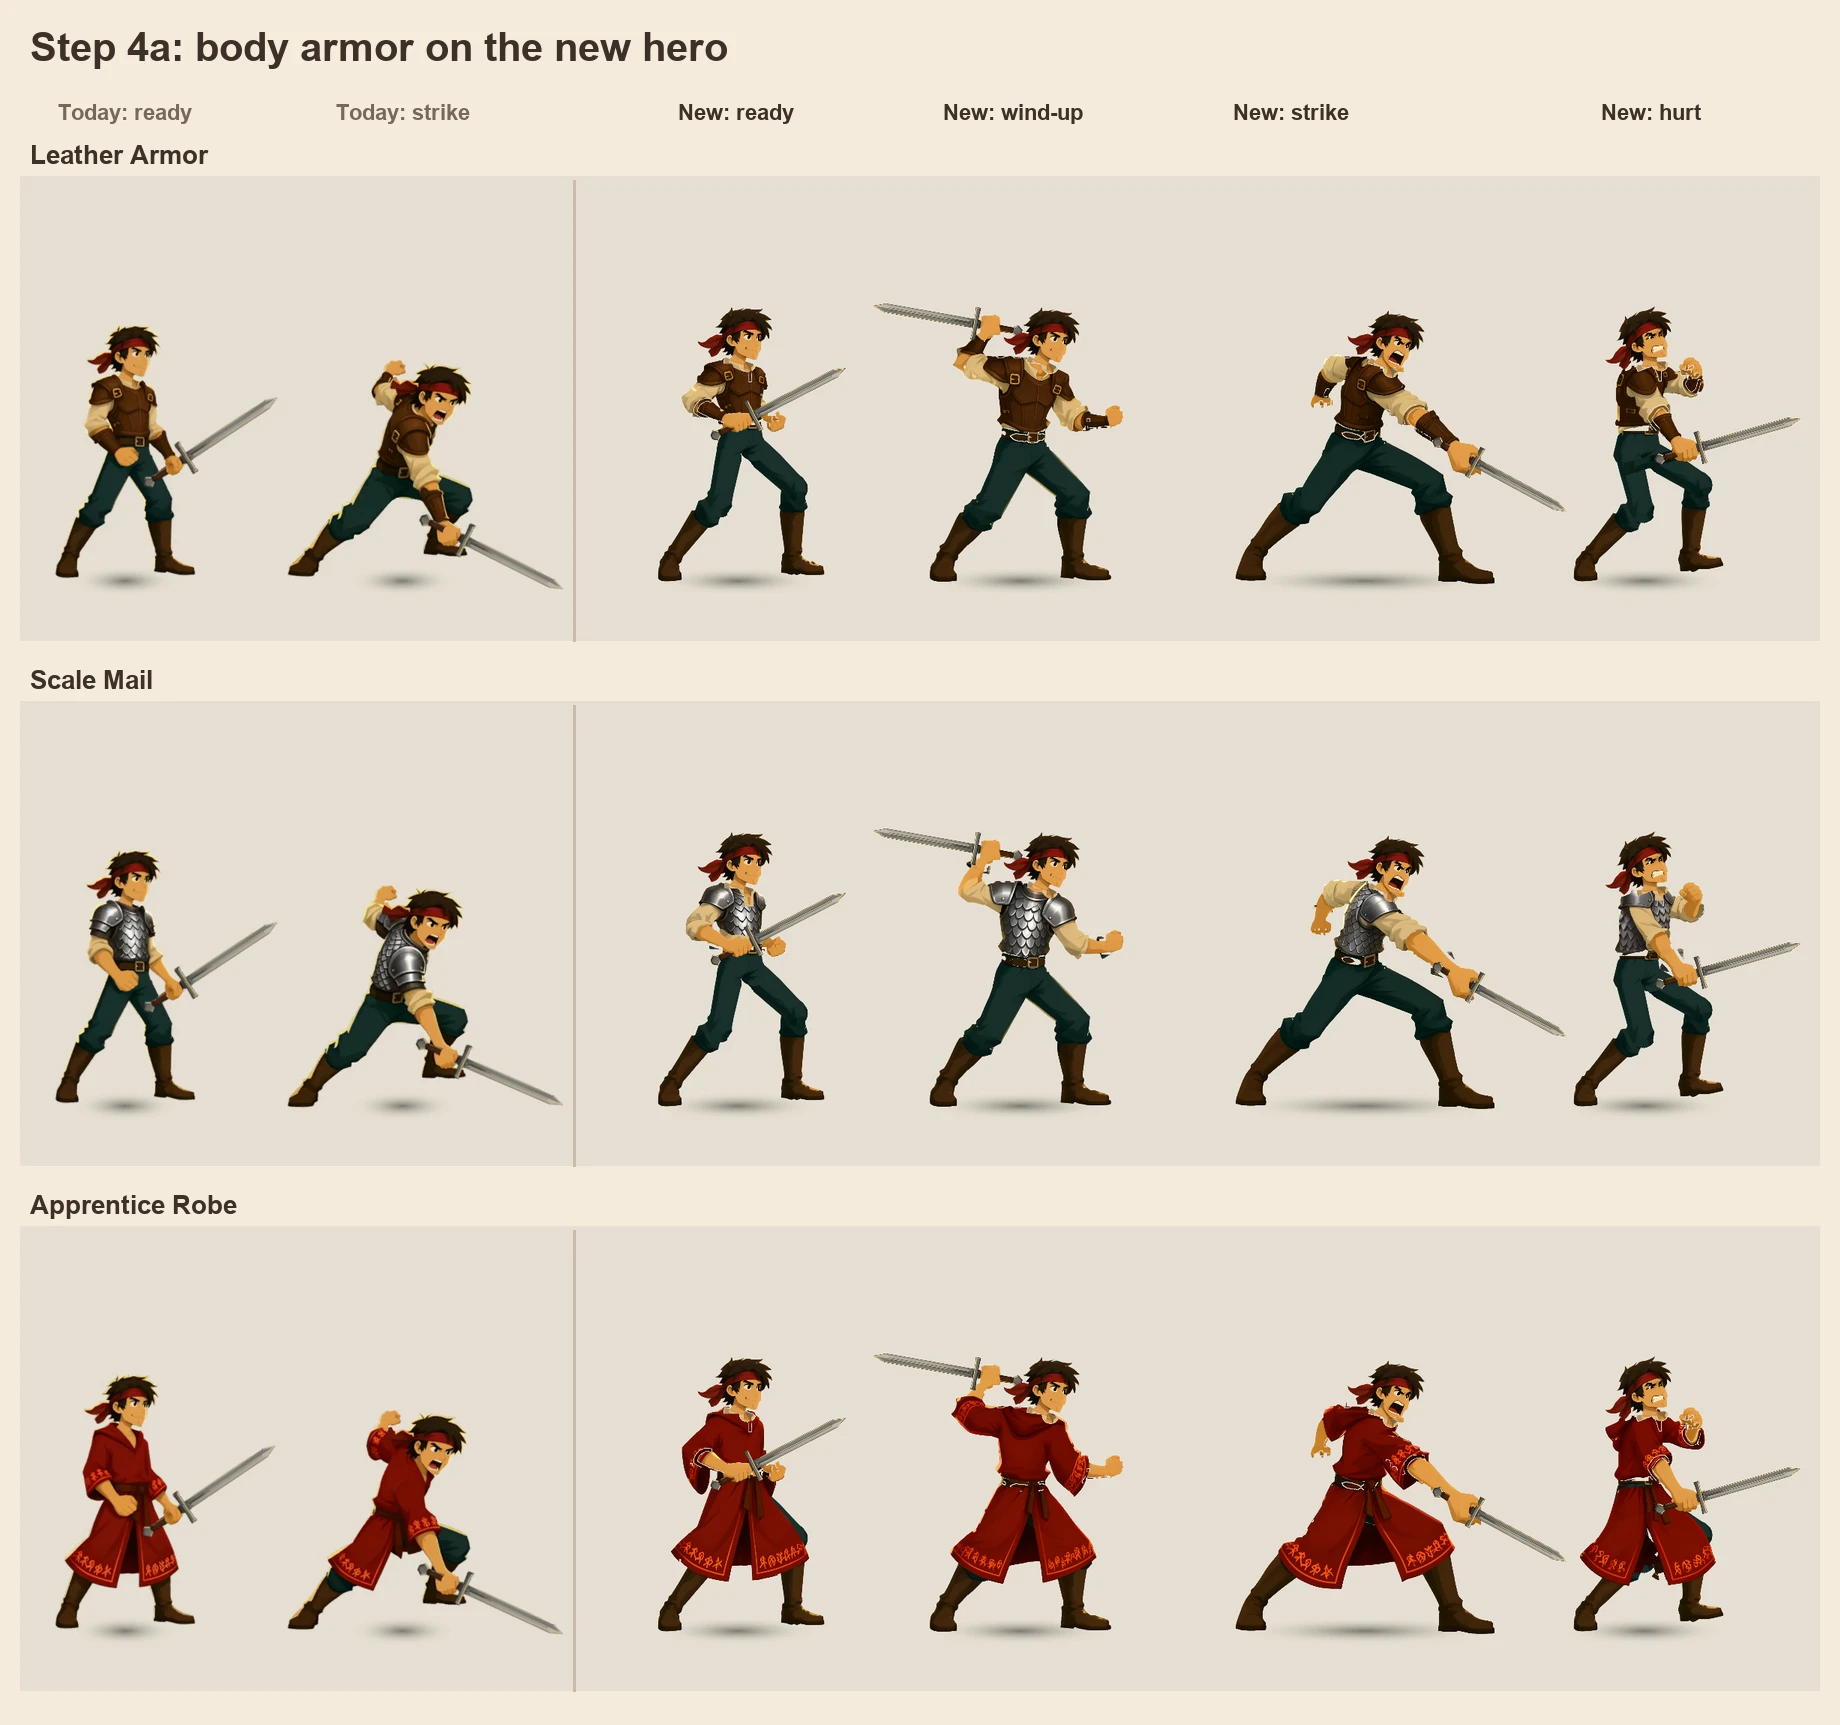 Step 4a: body armor on the new hero
Today: ready Today: strike New: ready New: wind-up New: strike New: hurt
Leather Armor
Scale Mail
Apprentice Robe